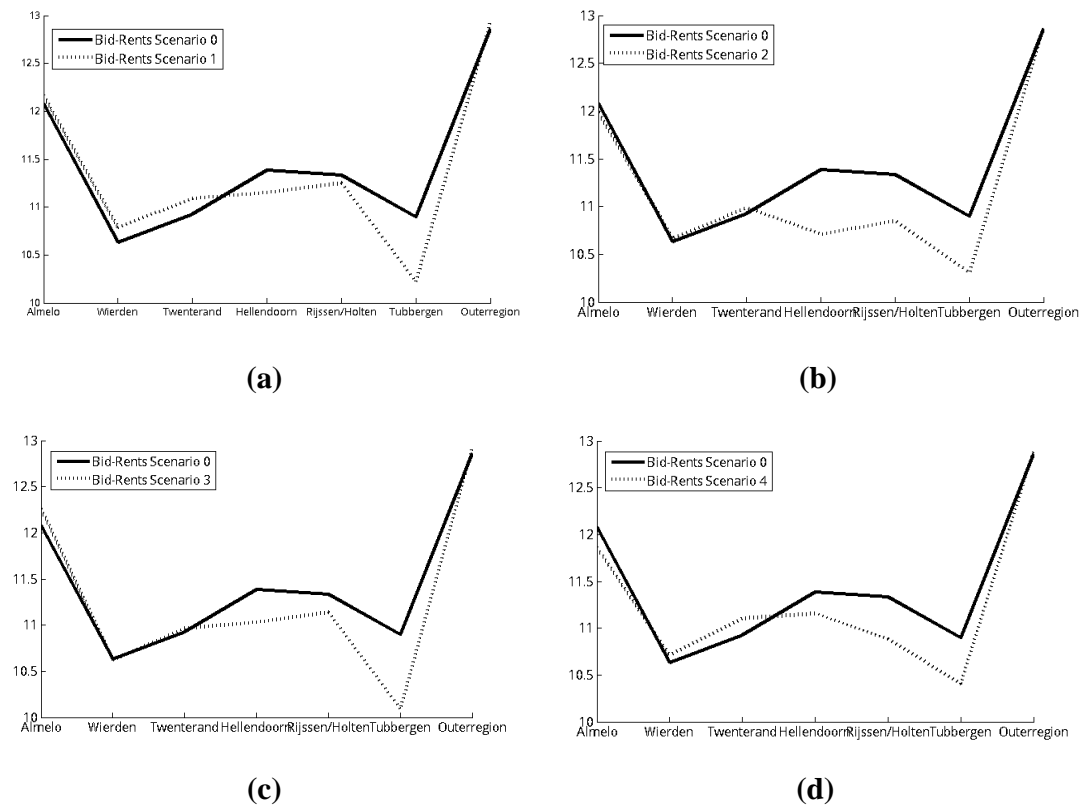 13
Bid-Rents Scenario 0
Bid-Rents Scenario 1
12.5
12
11.5
11
10.5
10
Almelo Wierden Twenterand Hellendoorn Rijssen/Holten Tubbergen Outerregion
(a)
13
Bid-Rents Scenario 0
Bid-Rents Scenario 2
12.5
12
11.5
11
10.5
10
Almelo Wierden Twenterand Hellendoorn Rijssen/Holten Tubbergen Outerregion
(b)
13
Bid-Rents Scenario 0
Bid-Rents Scenario 3
12.5
12
11.5
11
10.5
10
Almelo Wierden Twenterand Hellendoorn Rijssen/Holten Tubbergen Outerregion
(c)
13
Bid-Rents Scenario 0
Bid-Rents Scenario 4
12.5
12
11.5
11
10.5
10
Almelo Wierden Twenterand Hellendoorn Rijssen/Holten Tubbergen Outerregion
(d)